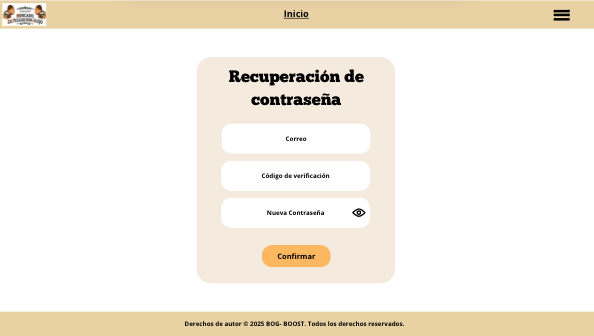 Inicio
Recuperación de
contraseña
Correo
Código de verificación
Nueva Contraseña
Confirmar
Derechos de autor © 2025 BOG- BOOST. Todos los derechos reservados.